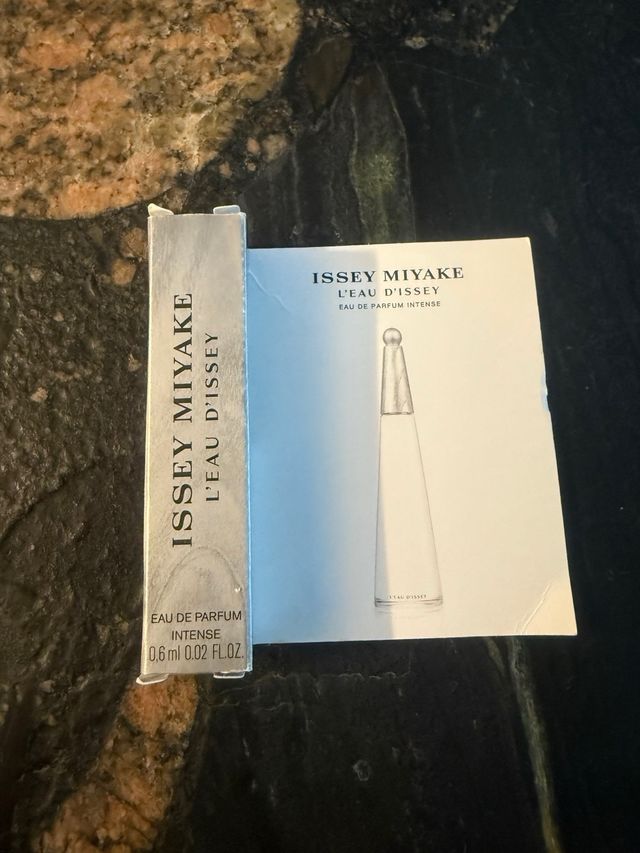 ISSEY MIYAKE
L'EAU D'ISSEY
EAU DE PARFUM
INTENSE
0,6 ml 0.02 FL.OZ.
ISSEY MIYAKE
L'EAU D'ISSEY
EAU DE PARFUM INTENSE
L'EAU D'ISSEY